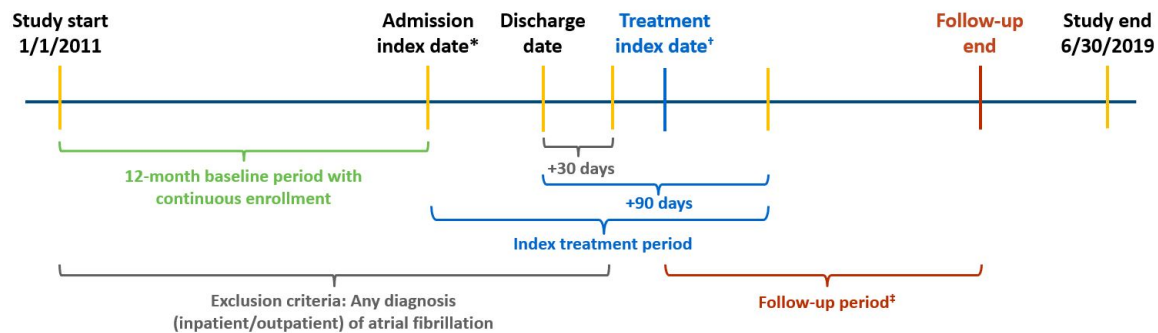 Study start
1/1/2011
Admission
index date*
Discharge
date
Treatment
index date†
Follow-up
end
Study end
6/30/2019
12-month baseline period with
continuous enrollment
+30 days
+90 days
Index treatment period
Exclusion criteria: Any diagnosis
(inpatient/outpatient) of atrial fibrillation
Follow-up period‡